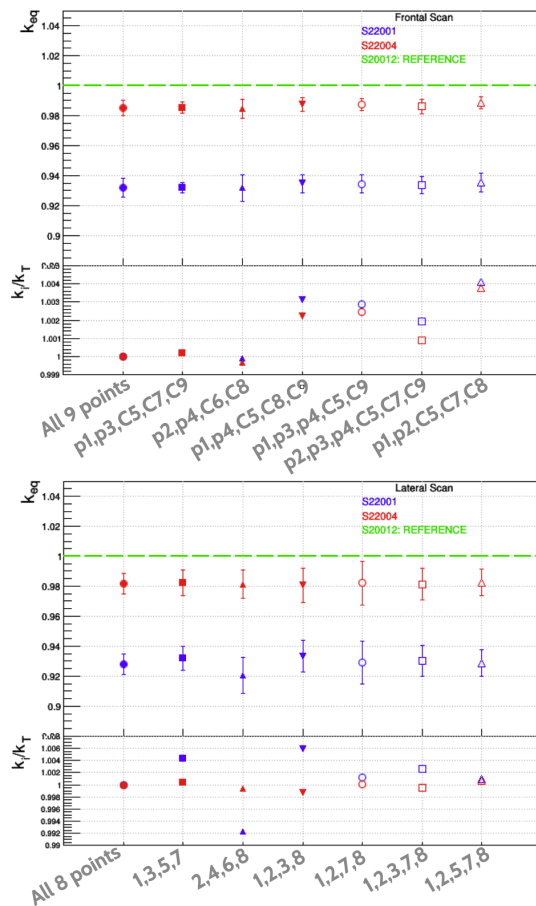 Frontal Scan
S22001
S22004
S20012: REFERENCE
k_eq
1.04
1.02
1
0.98
0.96
0.94
0.92
0.9
k_i/k_T
1.004
1.002
1.001
1
0.999
All 9 points
p1,p3,C5,C7,C9
p2,p4,C6,C8
p1,p4,C5,C8,C9
p1,p3,p4,C5,C9
p2,p3,p4,C5,C7,C9
p1,p2,C5,C7,C8
Lateral Scan
S22001
S22004
S20012: REFERENCE
k_eq
1.04
1.02
1
0.98
0.96
0.94
0.92
0.9
k_i/k_T
1.006
1.004
1.002
1.000
0.998
0.996
0.994
0.992
0.99
All 8 points
1,3,5,7
2,4,6,8
1,2,3,8
1,2,7,8
1,2,3,7,8
1,2,5,7,8